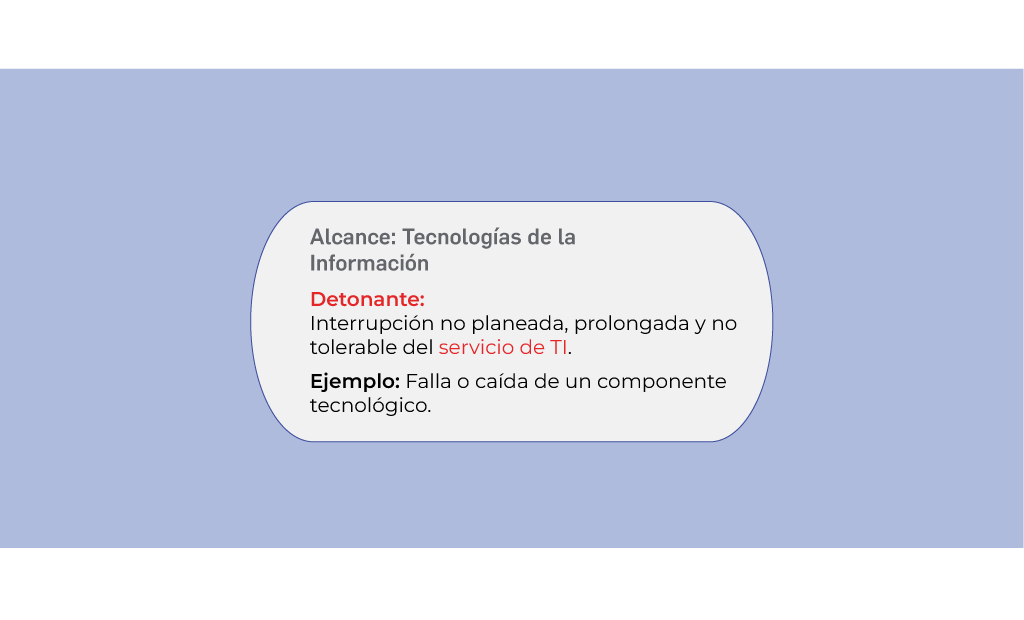 Alcance: Tecnologías de la
Información
Detonante:
Interrupción no planeada, prolongada y no
tolerable del servicio de TI.
Ejemplo: Falla o caída de un componente
tecnológico.